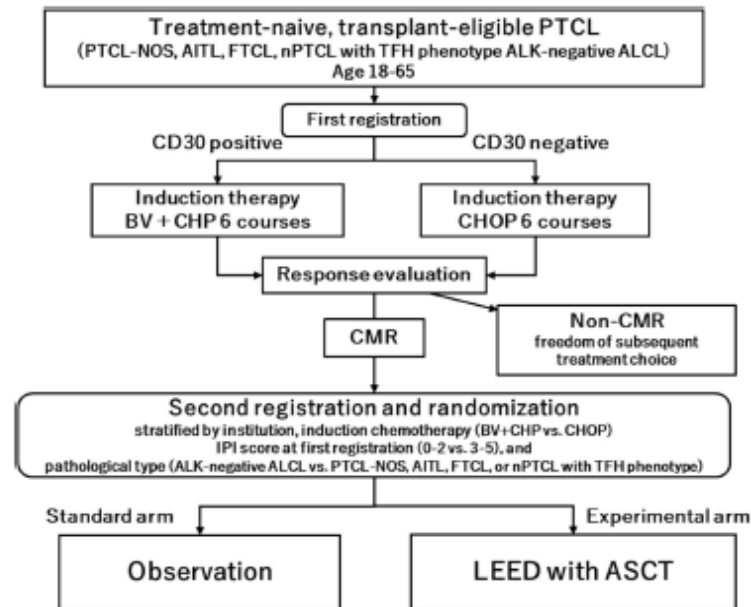 Treatment-naive, transplant-eligible PTCL
(PTCL-NOS, AITL, FTCL, nPTCL with TFH phenotype ALK-negative ALCL)
Age 18-65
First registration
CD30 positive
CD30 negative
Induction therapy
BV + CHP 6 courses
Induction therapy
CHOP 6 courses
Response evaluation
CMR
Non-CMR
freedom of subsequent
treatment choice
Second registration and randomization
stratified by institution, induction chemotherapy (BV+CHP vs. CHOP)
IPI score at first registration (0-2 vs. 3-5), and
pathological type (ALK-negative ALCL vs. PTCL-NOS, AITL, FTCL, or nPTCL with TFH phenotype)
Standard arm
Experimental arm
Observation
LEED with ASCT